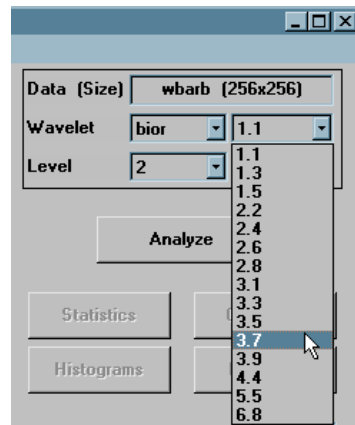 Data (Size) wbarb (256x256)
Wavelet bior 1.1
Level 2
1.1
1.3
1.5
2.2
2.4
2.6
2.8
3.1
3.3
3.5
3.7
3.9
4.4
5.5
6.8
Analyze
Statistics
Histograms